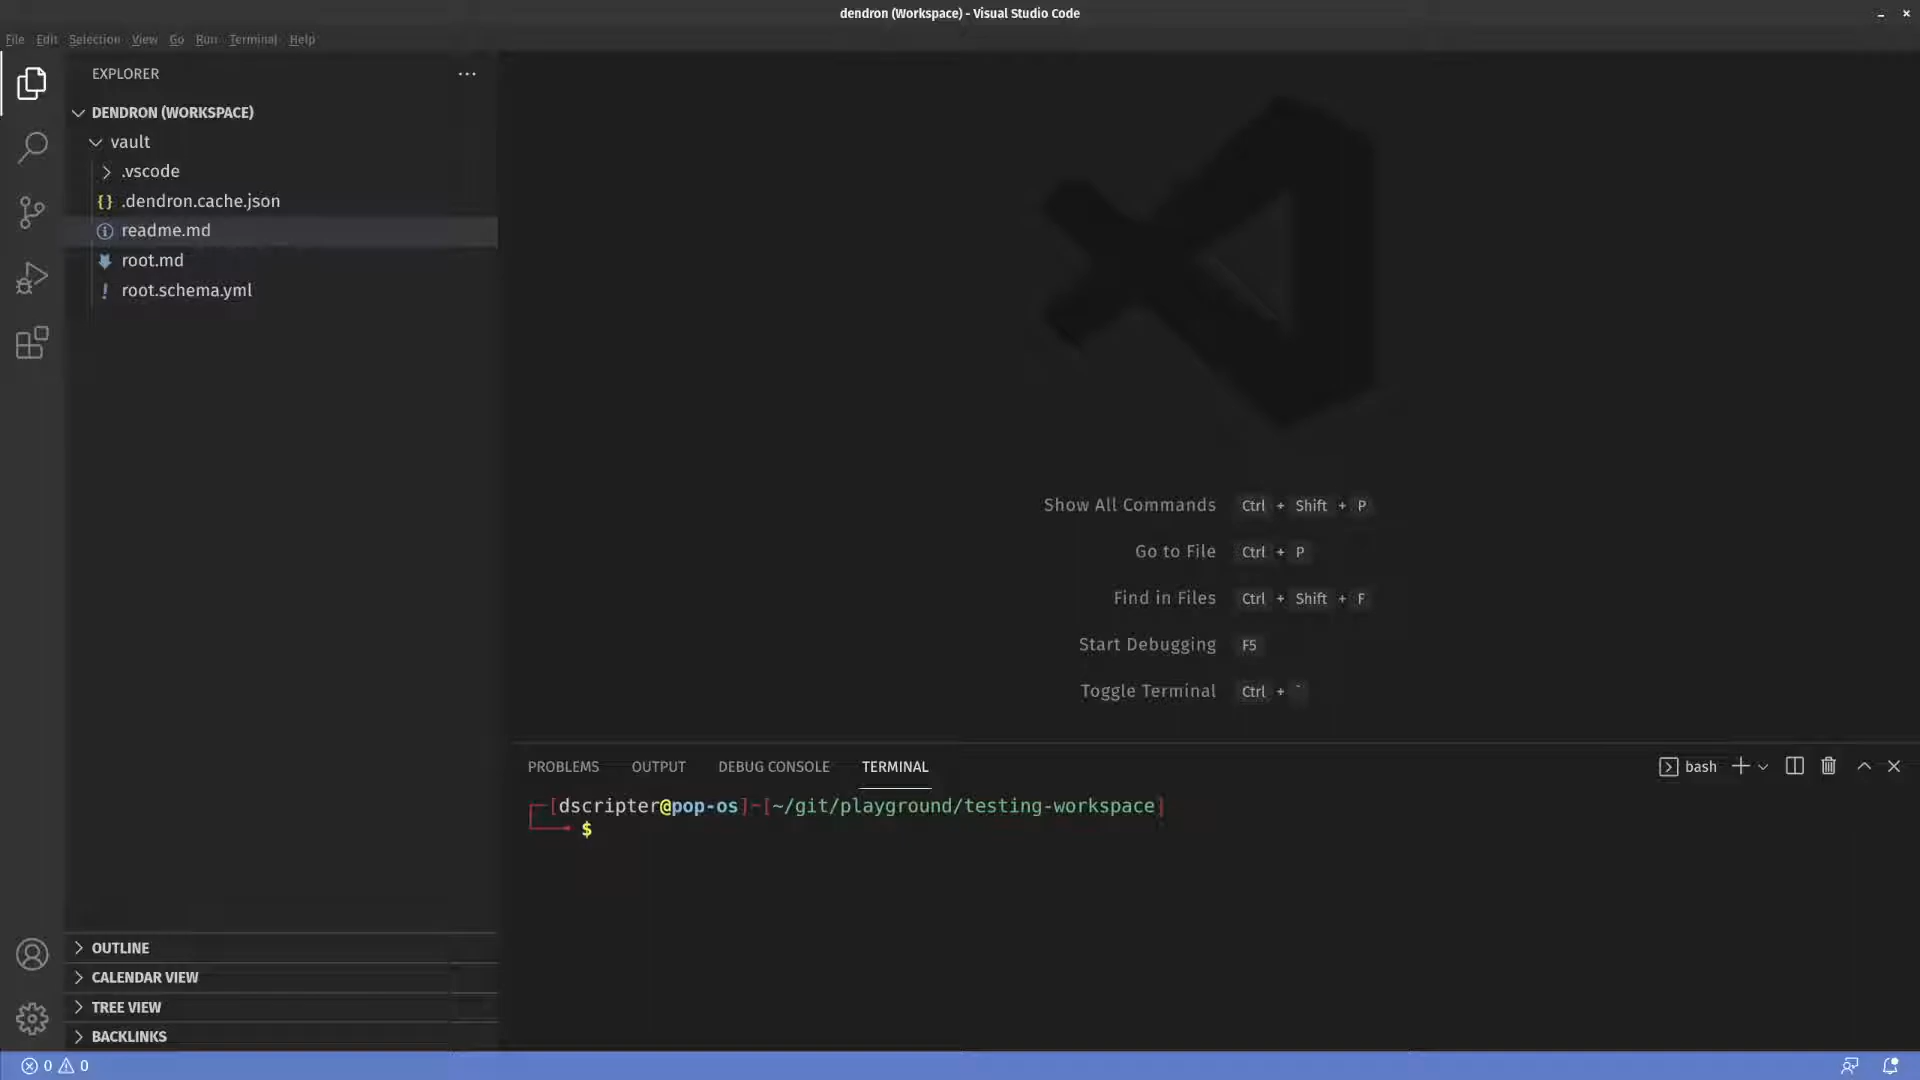 dendron (Workspace) - Visual Studio Code
File Edit Selection View Go Run Terminal Help
EXPLORER
DENDRON (WORKSPACE)
vault
.vscode
{} .dendron.cache.json
readme.md
root.md
! root.schema.yml
Show All Commands Ctrl + Shift + P
Go to File Ctrl + P
Find in Files Ctrl + Shift + F
Start Debugging F5
Toggle Terminal Ctrl + `
PROBLEMS OUTPUT DEBUG CONSOLE TERMINAL
bash
[dscripter@pop-os]-[~/git/playground/testing-workspace]
$
OUTLINE
CALENDAR VIEW
TREE VIEW
BACKLINKS
0 0